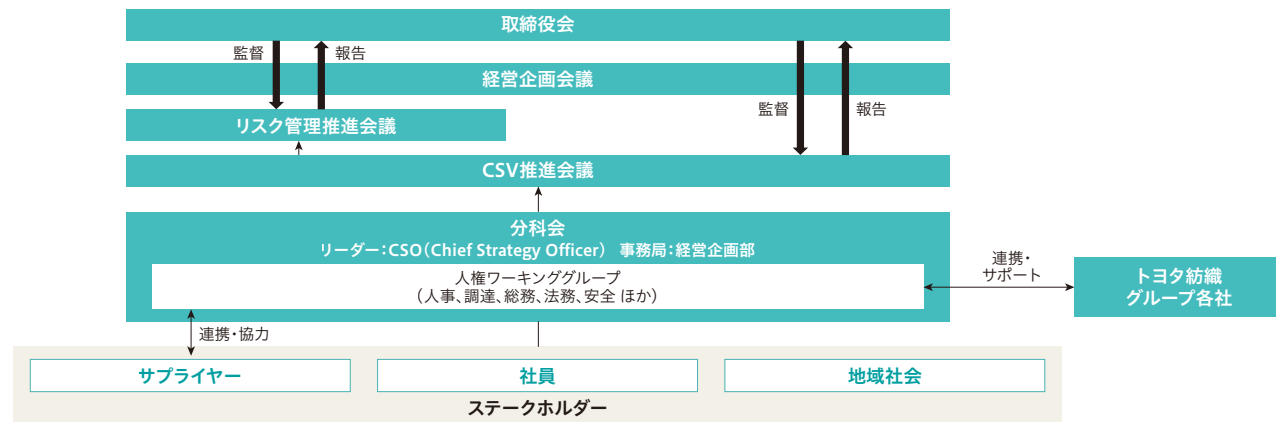 取締役会
監督
報告
経営企画会議
監督
報告
リスク管理推進会議
CSV推進会議
分科会
リーダー：CSO（Chief Strategy Officer） 事務局：経営企画部
人権ワーキンググループ
（人事、調達、総務、法務、安全 ほか）
連携・
サポート
トヨタ紡織
グループ各社
連携・協力
サプライヤー
社員
地域社会
ステークホルダー